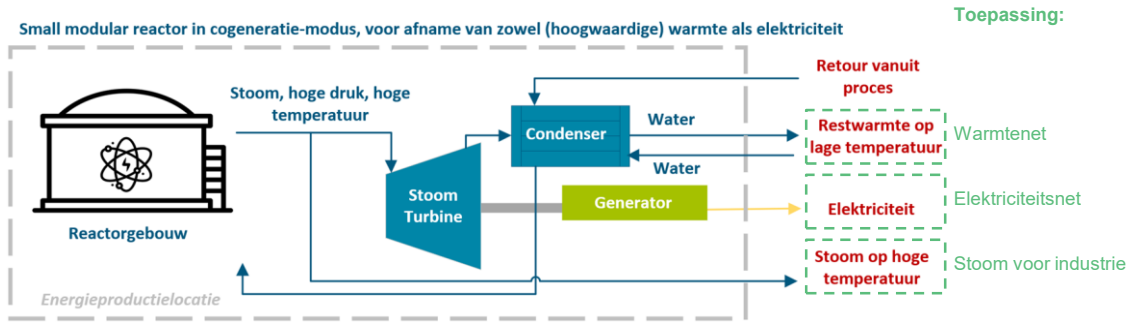 Toepassing:
Small modular reactor in cogeneratie-modus, voor afname van zowel (hoogwaardige) warmte als elektriciteit
Stoom, hoge druk, hoge
temperatuur
Retour vanuit
proces
Condenser
Water
Restwarmte op
lage temperatuur
Warmtenet
Water
Stoom
Turbine
Generator
Elektriciteit
Elektriciteitsnet
Reactorgebouw
Stoom op hoge
temperatuur
Stoom voor industrie
Energieproductielocatie